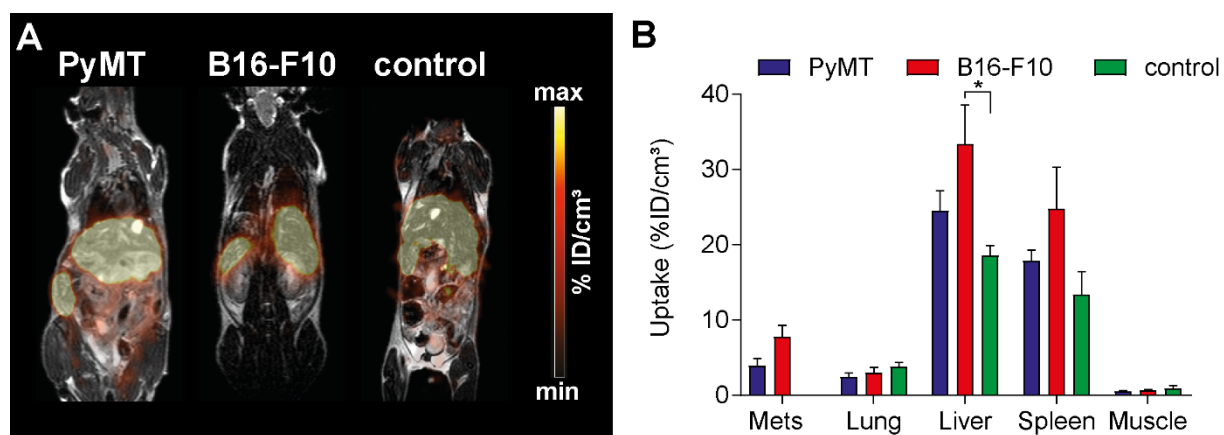 A
PyMT
B16-F10
control
max
% ID/cm³
min
B
PyMT
B16-F10
control
*
Uptake (%ID/cm³)
40
30
20
10
0
Mets
Lung
Liver
Spleen
Muscle